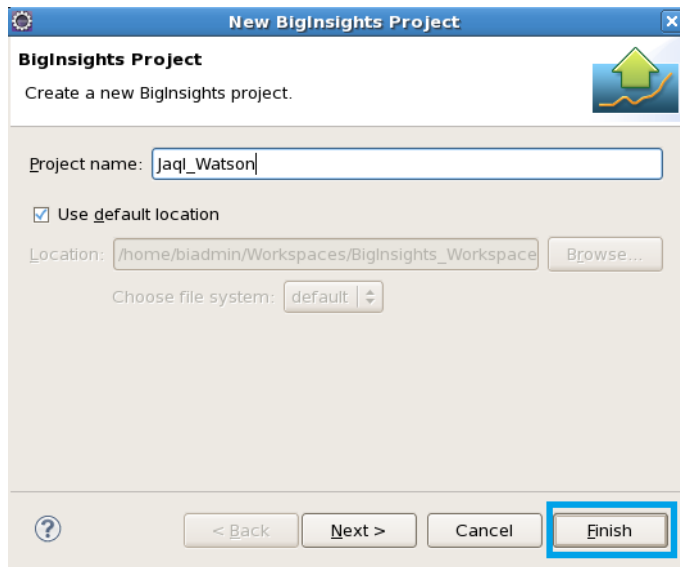 New BigInsights Project
BigInsights Project
Create a new BigInsights project.
Project name: Jaql_Watson
Use default location
Location: /home/biadmin/Workspaces/BigInsights_Workspace Browse...
Choose file system: default
? < Back Next > Cancel Finish